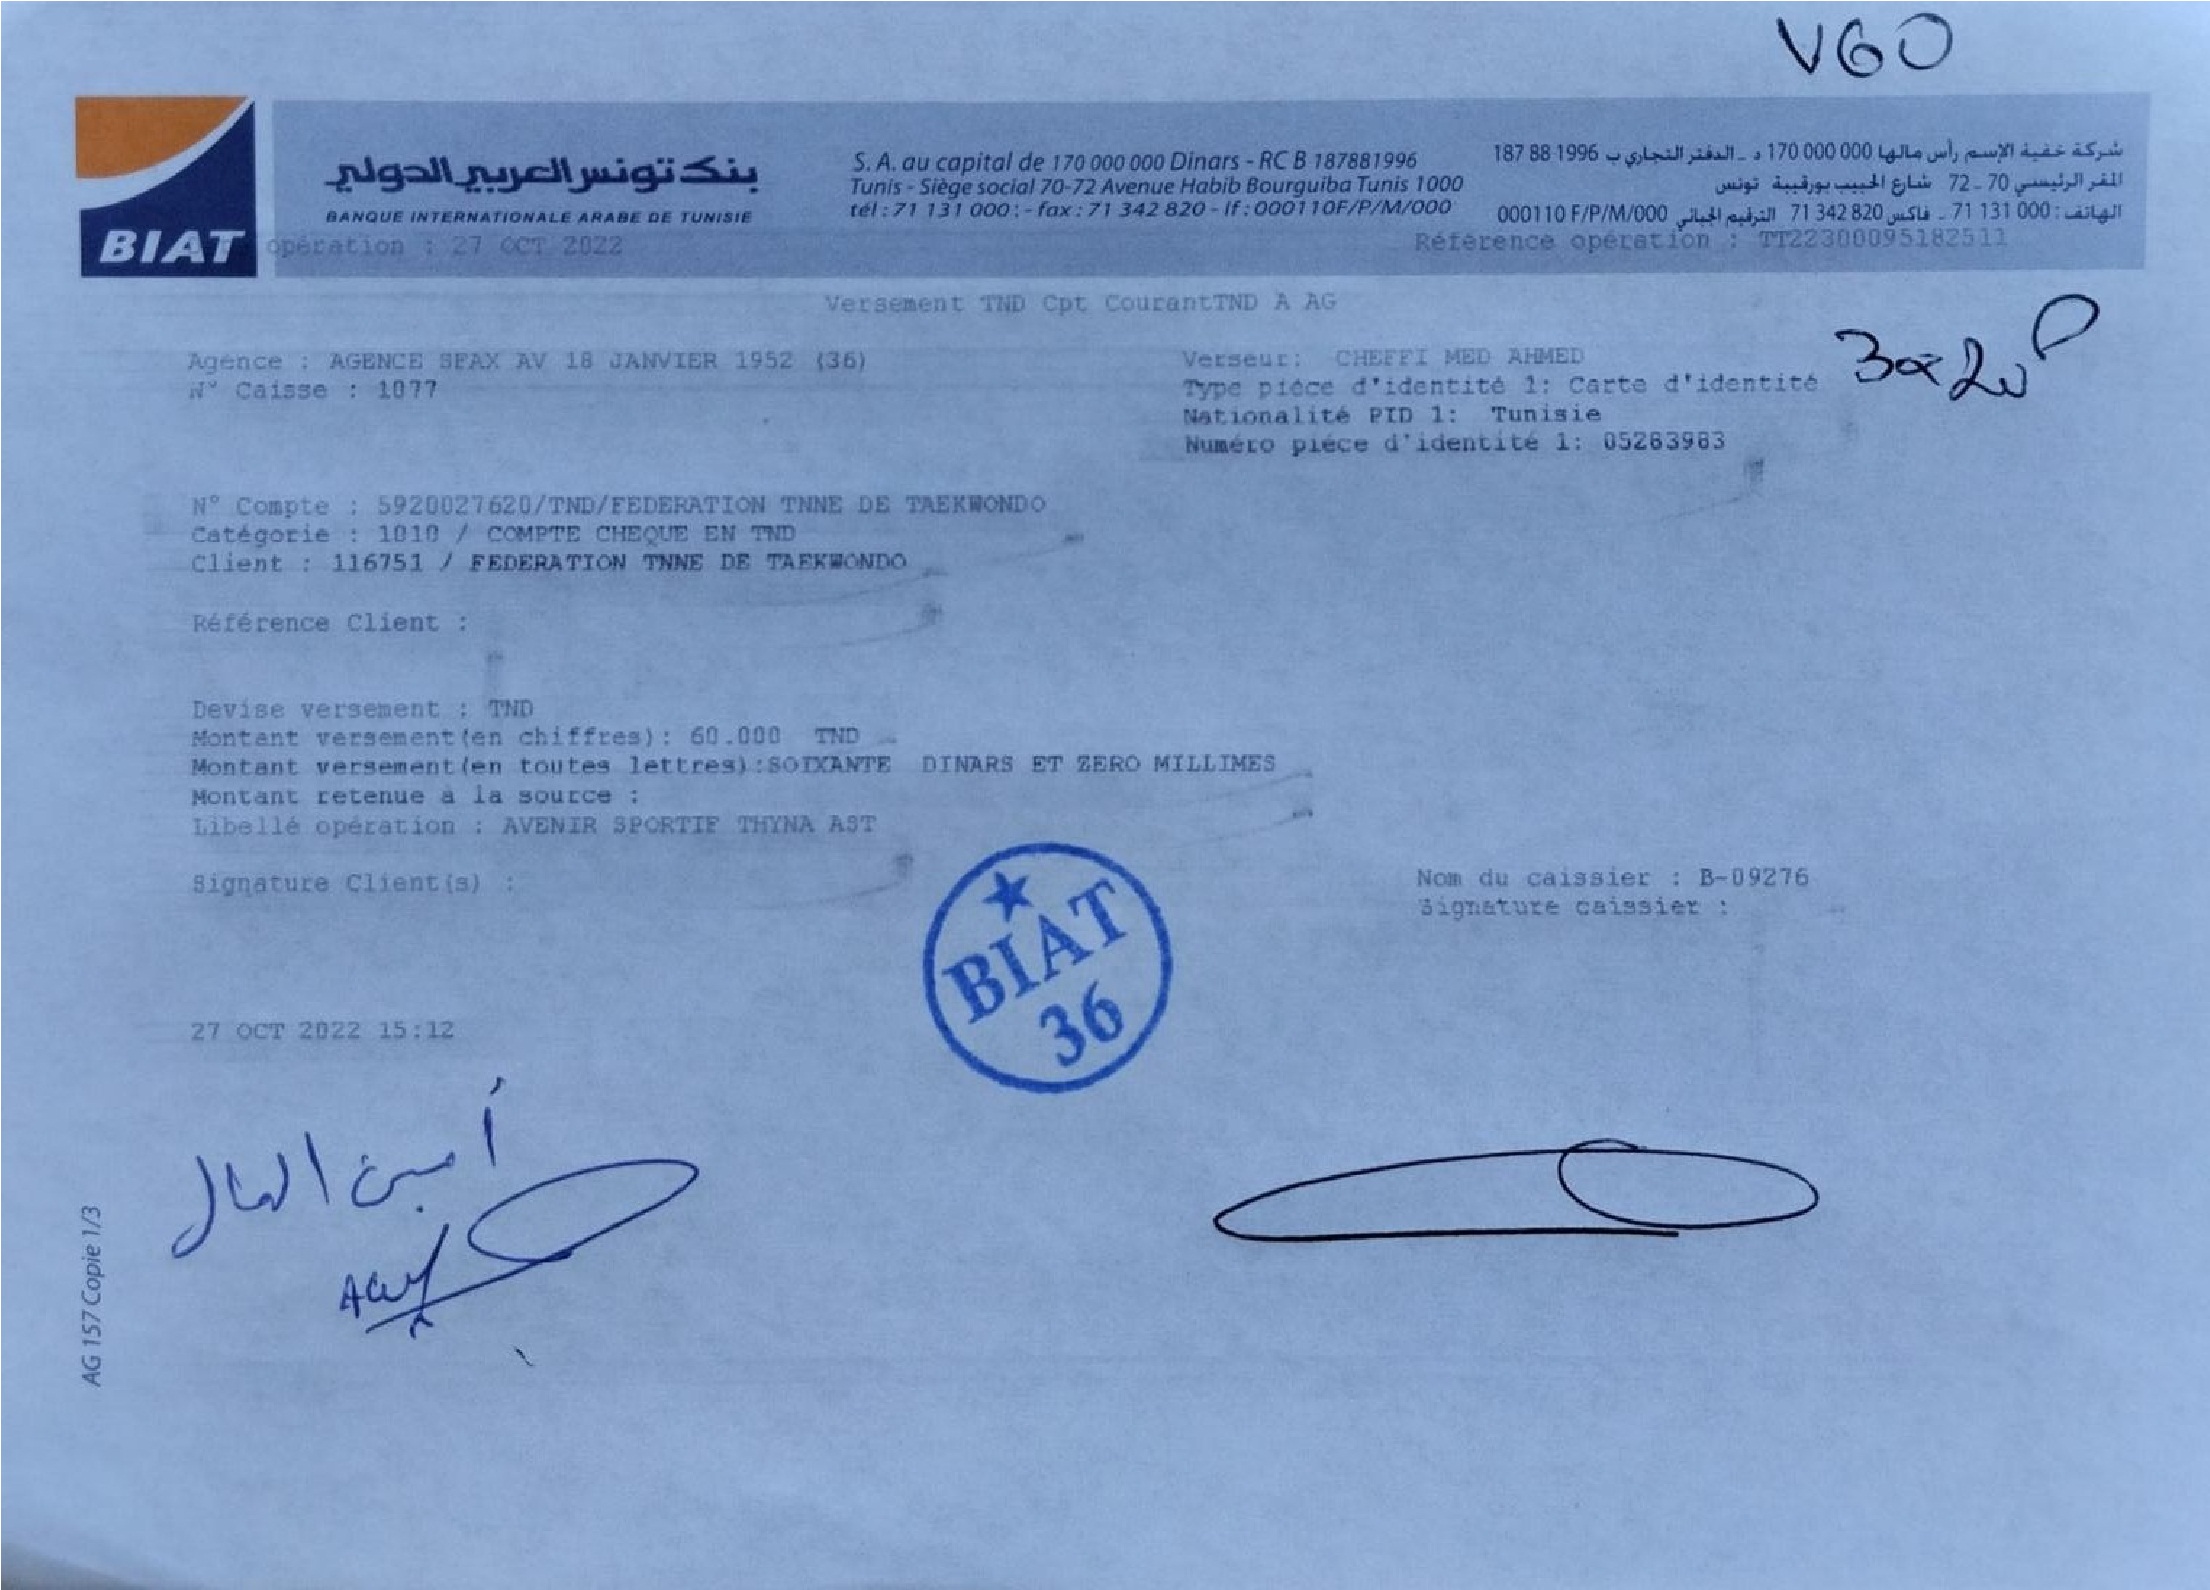 V60
BIAT
بنك تونس العربي الدولي
BANQUE INTERNATIONALE ARABE DE TUNISIE
S. A. au capital de 170 000 000 Dinars - RC B 187881996
Tunis - Siège social 70-72 Avenue Habib Bourguiba Tunis 1000
tél : 71 131 000 : - fax : 71 342 820 - If : 000110F/P/M/000
شركة خفية الإسم رأس مالها 170 000 000 د ـ الدفتر التجاري ب 1996 88 187
المقر الرئيسي 70 ـ 72 شارع الحبيب بورقيبة تونس
الهاتف : 000 131 71 ـ فاكس 820 342 71 الترقيم الجبائي 000110 F/P/M/000
opération : 27 OCT 2022
Référence opération : TT22300095182511
Versement TND Cpt CourantTND A AG
Agence : AGENCE SFAX AV 18 JANVIER 1952 (36)
N° Caisse : 1077
Verseur: CHEFFI MED AHMED
Type piéce d'identité 1: Carte d'identité
Nationalité PID 1: Tunisie
Numéro piéce d'identité 1: 05263983
N° Compte : 5920027620/TND/FEDERATION TNNE DE TAEKWONDO
Catégorie : 1010 / COMPTE CHEQUE EN TND
Client : 116751 / FEDERATION TNNE DE TAEKWONDO
Référence Client :
Devise versement : TND
Montant versement(en chiffres): 60.000 TND
Montant versement(en toutes lettres):SOIXANTE DINARS ET ZERO MILLIMES
Montant retenue à la source :
Libellé opération : AVENIR SPORTIF THYNA AST
Signature Client(s) :
Nom du caissier : B-09276
Signature caissier :
BIAT
36
27 OCT 2022 15:12
أمين المال
AG 157 Copie 1/3